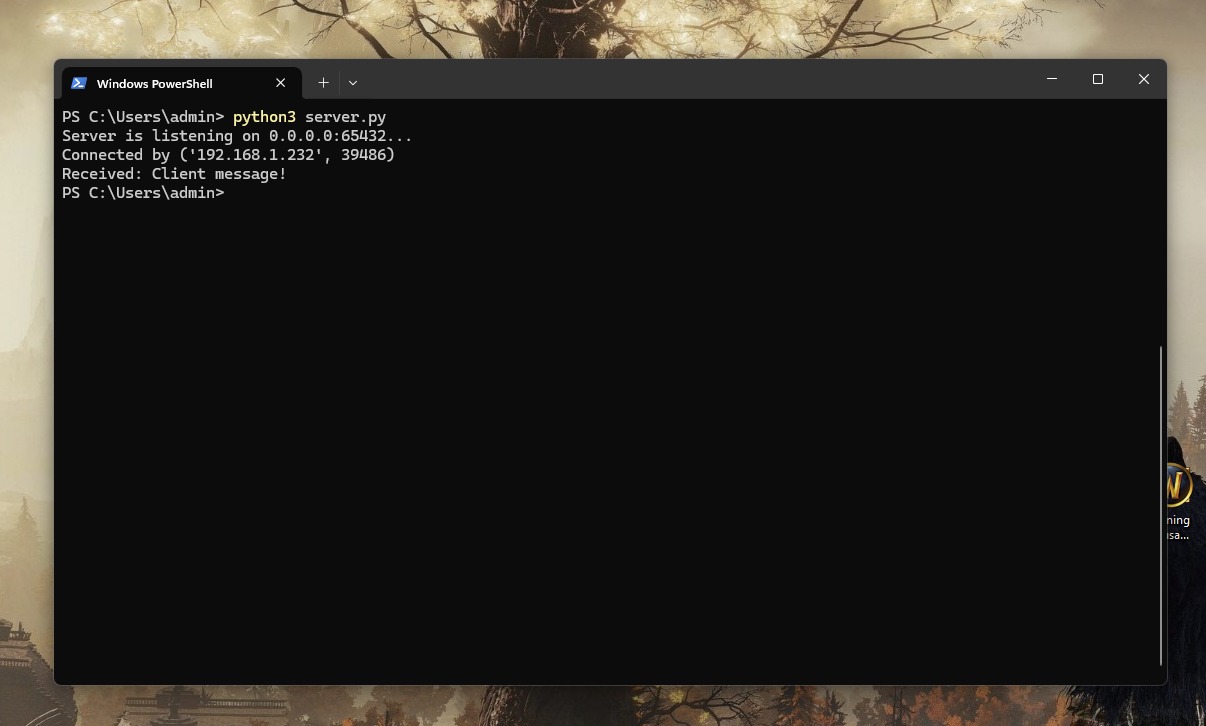 Windows PowerShell
PS C:\Users\admin> python3 server.py
Server is listening on 0.0.0.0:65432...
Connected by ('192.168.1.232', 39486)
Received: Client message!
PS C:\Users\admin>
W
ning
usa...